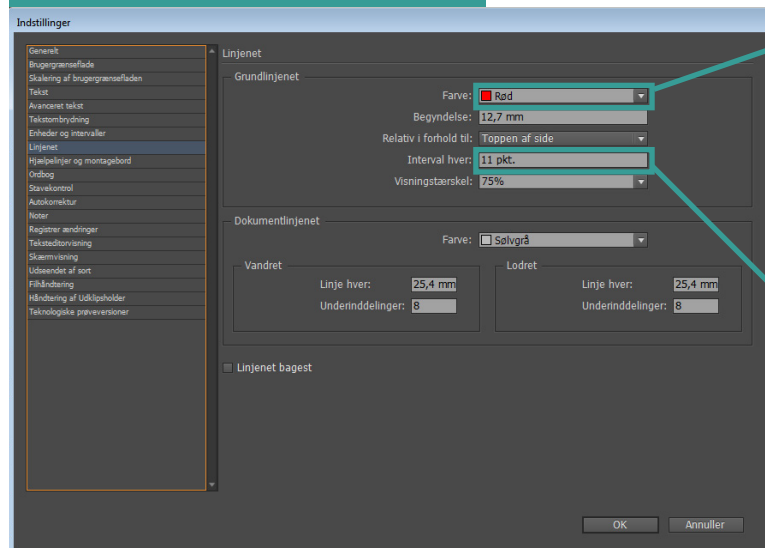 Indstillinger
Generelt
Brugergrænseflade
Skalering af brugergrænsefladen
Tekst
Avanceret tekst
Tekstombrydning
Enheder og intervaller
Linjenet
Hjælpelinjer og montagebord
Ordbog
Stavekontrol
Autokorrektur
Noter
Registrer ændringer
Teksteditorvisning
Skærmvisning
Udseendet af sort
Filhåndtering
Håndtering af Udklipsholder
Teknologiske prøveversioner
Linjenet
Grundlinjenet
Farve: Rød
Begyndelse: 12,7 mm
Relativ i forhold til: Toppen af side
Interval hver: 11 pkt.
Visningstærskel: 75%
Dokumentlinjenet
Farve: Sølvgrå
Vandret
Linje hver: 25,4 mm
Underinddelinger: 8
Lodret
Linje hver: 25,4 mm
Underinddelinger: 8
Linjenet bagest
OK
Annuller